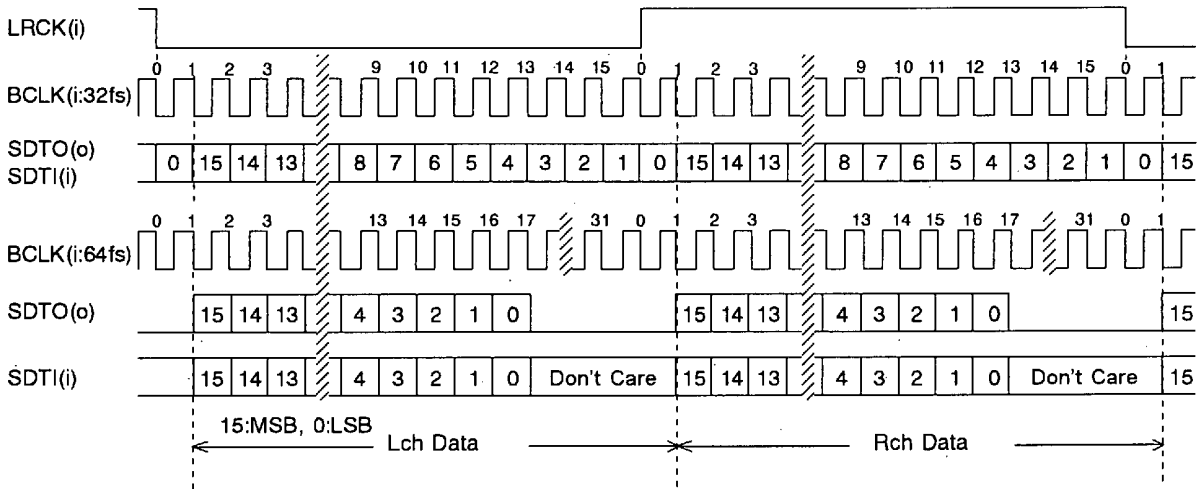 LRCK(i)
0 1 2 3 9 10 11 12 13 14 15 0 1 2 3 9 10 11 12 13 14 15 0 1
BCLK(i:32fs)
SDTO(o)
SDTI(i)
0 15 14 13 8 7 6 5 4 3 2 1 0 15 14 13 8 7 6 5 4 3 2 1 0 15
0 1 2 3 13 14 15 16 17 31 0 1 2 3 13 14 15 16 17 31 0 1
BCLK(i:64fs)
SDTO(o) 15 14 13 4 3 2 1 0 15 14 13 4 3 2 1 0 15
SDTI(i) 15 14 13 4 3 2 1 0 Don't Care 15 14 13 4 3 2 1 0 Don't Care 15
15:MSB, 0:LSB
Lch Data Rch Data